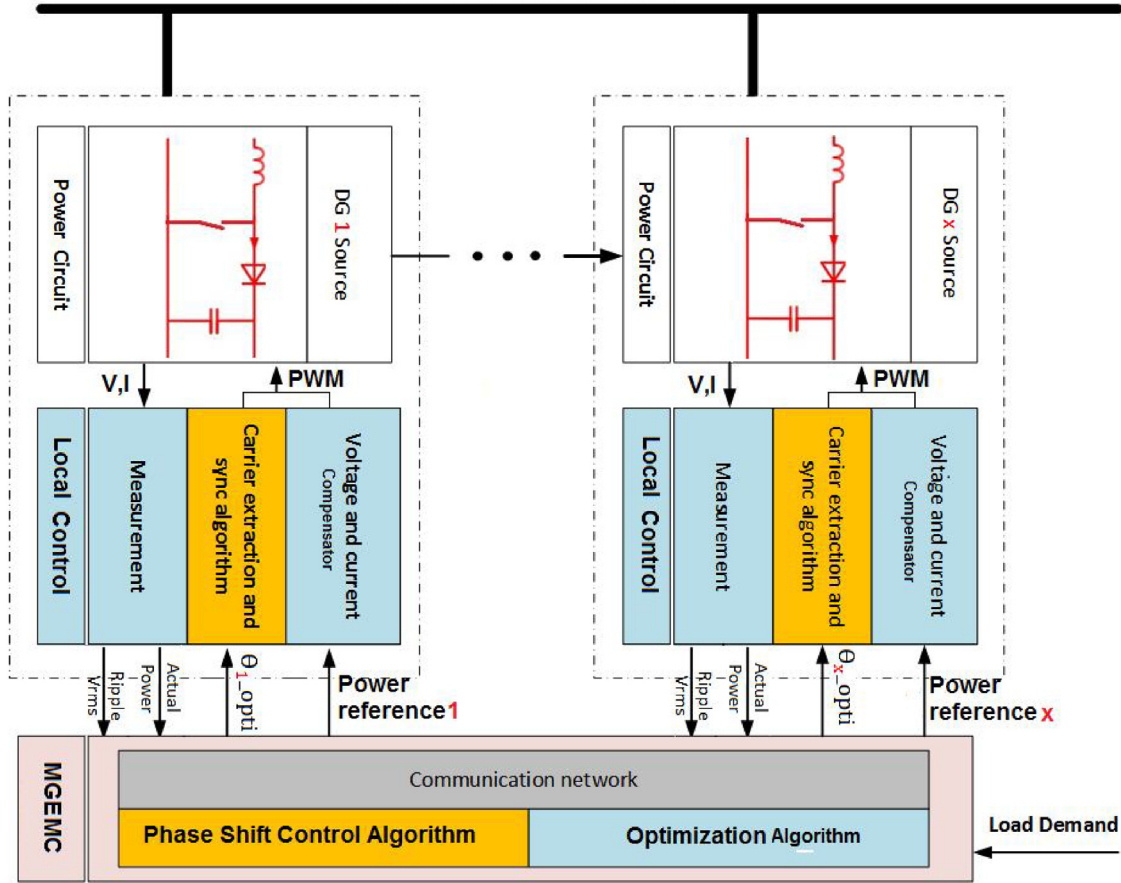 Power Circuit
DG 1 Source
Power Circuit
DG x Source
V,I
PWM
V,I
PWM
Local Control
Measurement
Carrier extraction and
sync algorithm
Voltage and current
Compensator
Local Control
Measurement
Carrier extraction and
sync algorithm
Voltage and current
Compensator
Ripple
Vrms
Actual
Power
θ1_opti
Power
reference1
Ripple
Vrms
Actual
Power
θx_opti
Power
reference x
MGEMC
Communication network
Phase Shift Control Algorithm
Optimization Algorithm
Load Demand